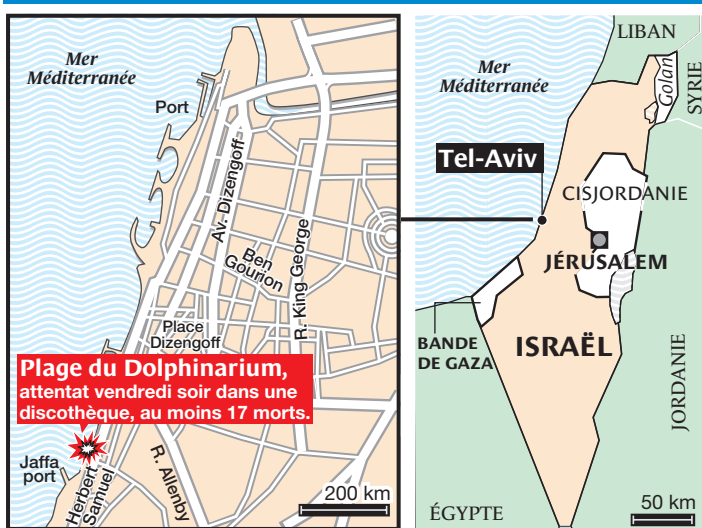 Mer
Méditerranée
Port
Av. Dizengoff
Ben
Gourion
R. King George
Place
Dizengoff
Plage du Dolphinarium,
attentat vendredi soir dans une
discothèque, au moins 17 morts.
Jaffa
port
Herbert
Samuel
R. Allenby
200 km
LIBAN
Mer
Méditerranée
Golan
SYRIE
Tel-Aviv
CISJORDANIE
JÉRUSALEM
BANDE
DE GAZA
ISRAËL
JORDANIE
ÉGYPTE
50 km